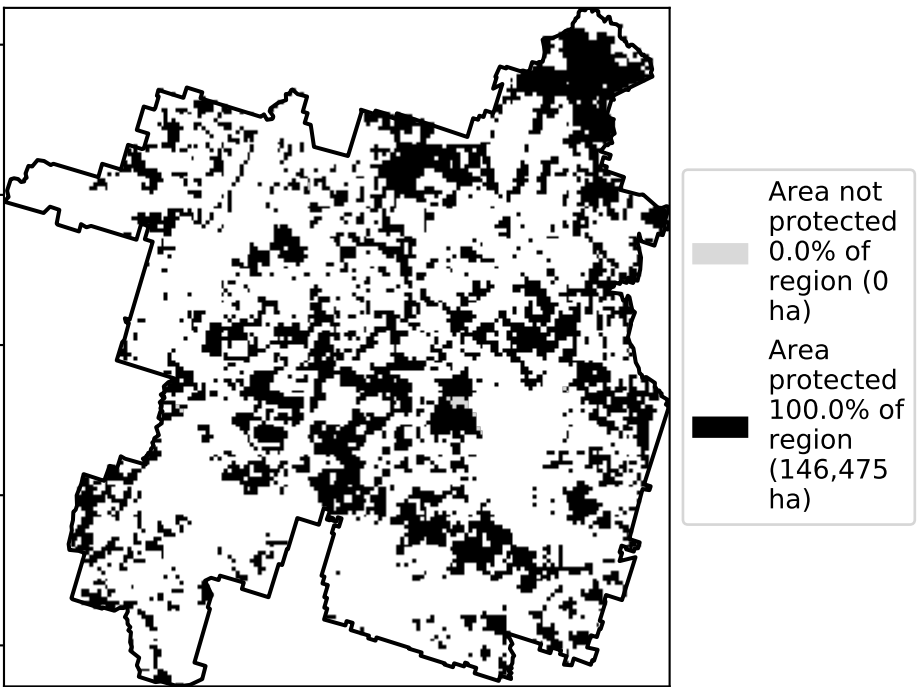 Area not
protected
0.0% of
region (0
ha)
Area
protected
100.0% of
region
(146,475
ha)